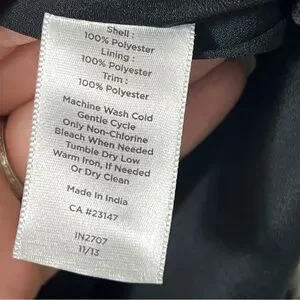 Shell :
100% Polyester
Lining :
100% Polyester
Trim :
100% Polyester
Machine Wash Cold
Gentle Cycle
Only Non-Chlorine
Bleach When Needed
Tumble Dry Low
Warm Iron, If Needed
Or Dry Clean
Made In India
CA #23147
IN2707
11/13